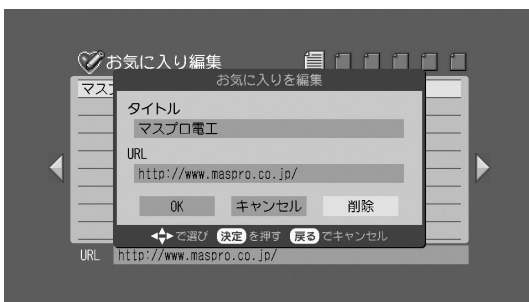 お気に入り編集
お気に入りを編集
マス
タイトル
マスプロ電工
URL
http://www.maspro.co.jp/
OK キャンセル 削除
で選び 決定 を押す 戻る でキャンセル
URL http://www.maspro.co.jp/